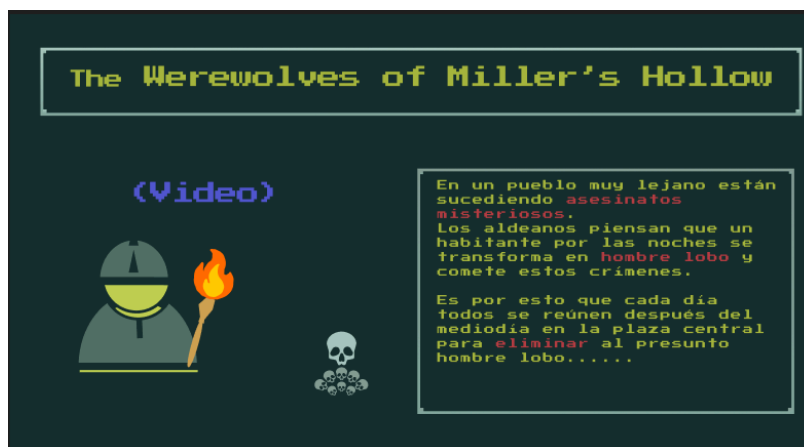 The Werewolves of Miller's Hollow
(Video)
En un pueblo muy lejano están
sucediendo asesinatos
misteriosos.
Los aldeanos piensan que un
habitante por las noches se
transforma en hombre lobo y
comete estos crímenes.
Es por esto que cada día
todos se reúnen después del
mediodía en la plaza central
para eliminar al presunto
hombre lobo......